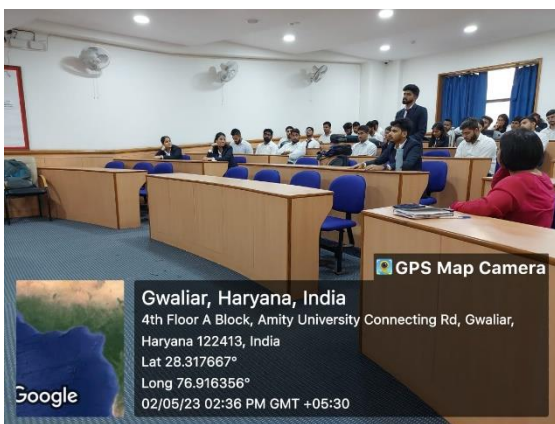 GPS Map Camera
Gwaliar, Haryana, India
4th Floor A Block, Amity University Connecting Rd, Gwaliar,
Haryana 122413, India
Lat 28.317667°
Long 76.916356°
02/05/23 02:36 PM GMT +05:30
Google